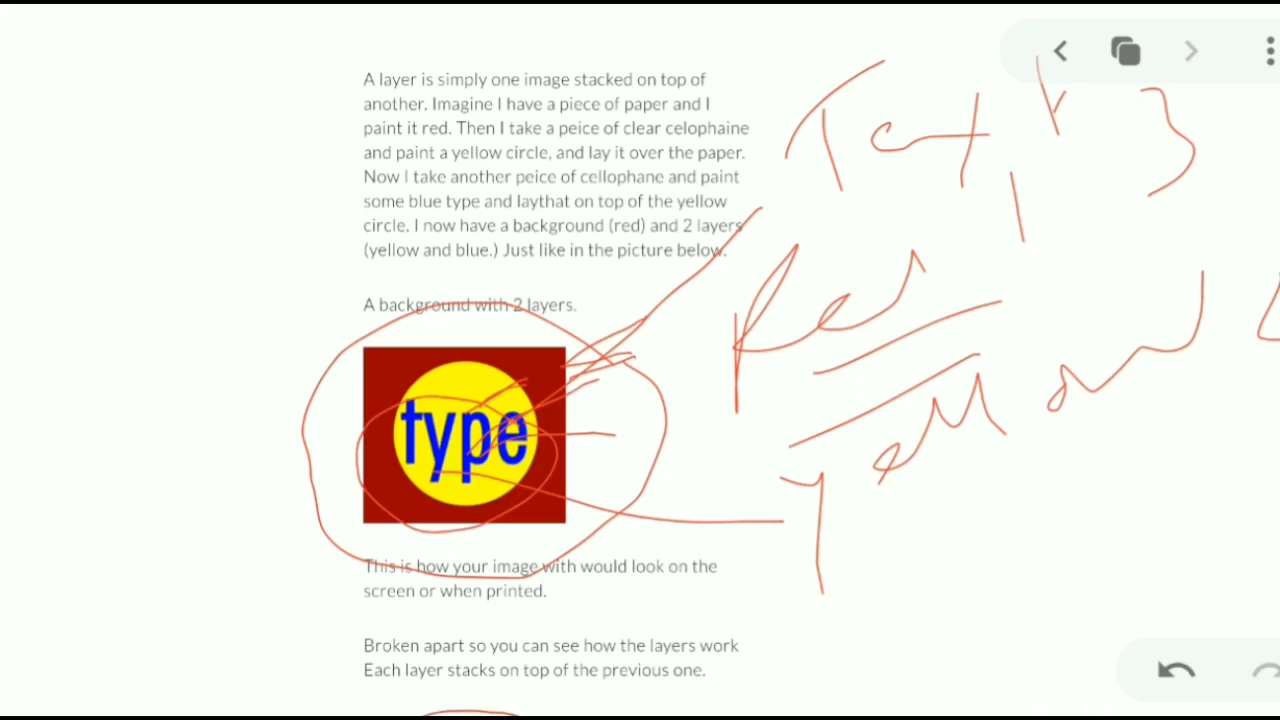 A layer is simply one image stacked on top of
another. Imagine I have a piece of paper and I
paint it red. Then I take a peice of clear celophaine
and paint a yellow circle, and lay it over the paper.
Now I take another peice of cellophane and paint
some blue type and laythat on top of the yellow
circle. I now have a background (red) and 2 layers
(yellow and blue.) Just like in the picture below.
A background with 2 layers.
type
This is how your image with would look on the
screen or when printed.
Broken apart so you can see how the layers work
Each layer stacks on top of the previous one.
Text
Red
Yellow